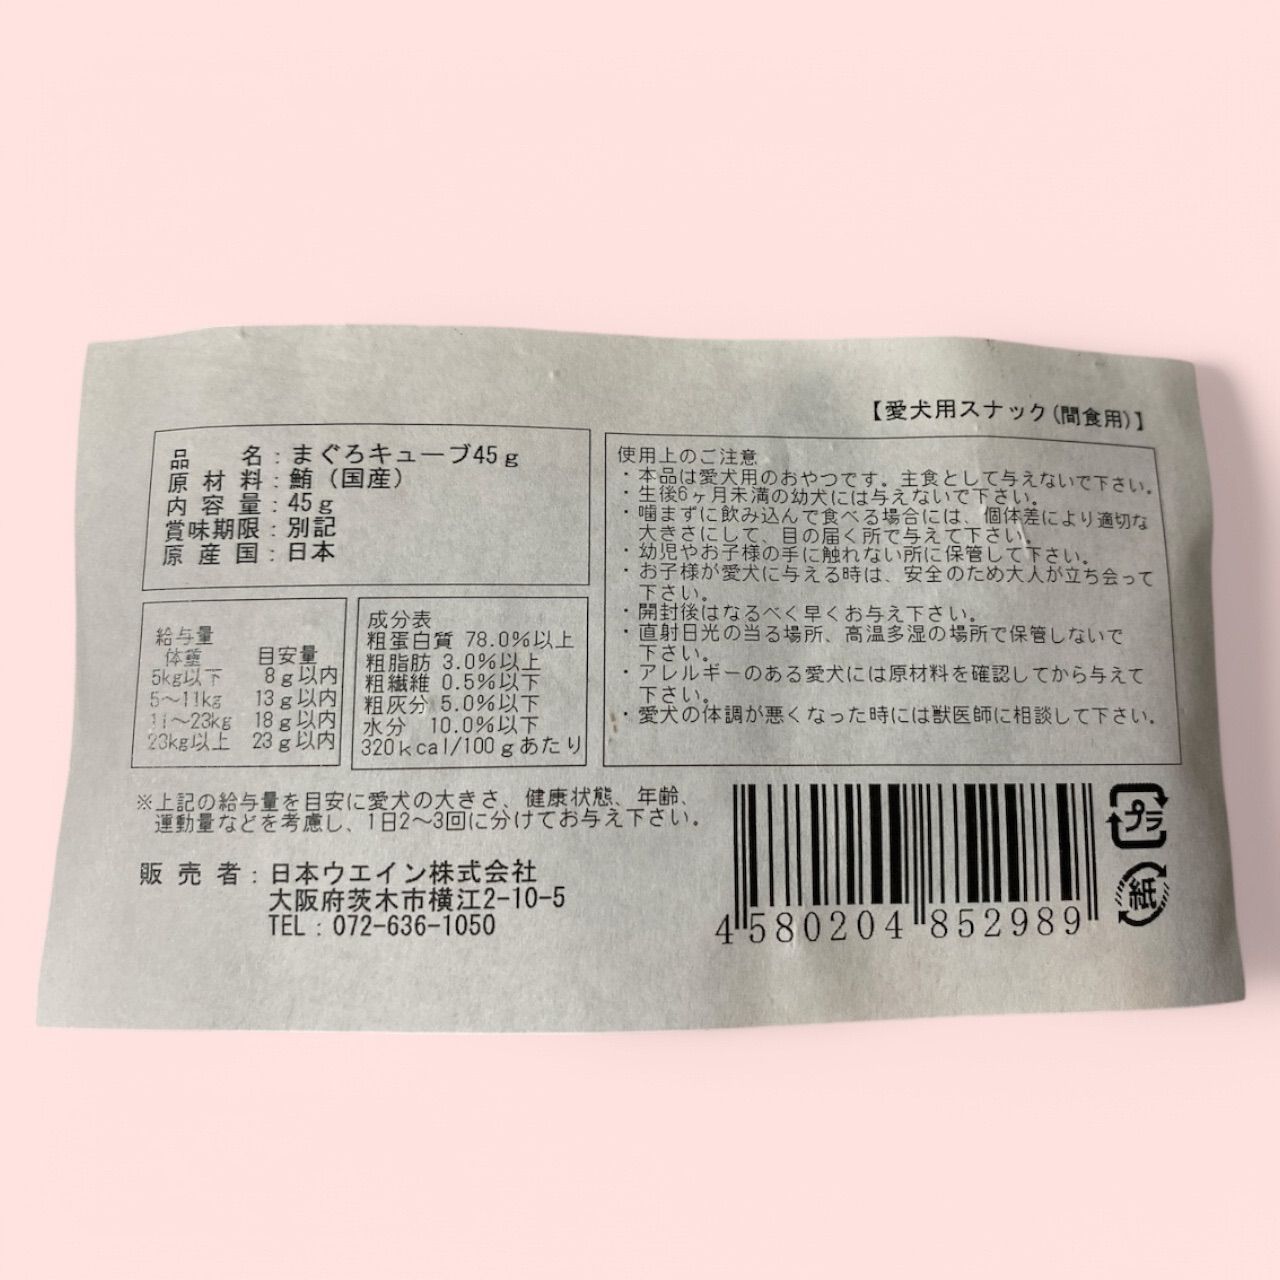 【愛犬用スナック(間食用)】
品名:まぐろキューブ45g
原材料:鮪(国産)
内容量:45g
賞味期限:別記
原産国:日本
給与量
体重 目安量
5kg以下 8g以内
5〜11kg 13g以内
11〜23kg 18g以内
23kg以上 23g以内
成分表
粗蛋白質 78.0%以上
粗脂肪 3.0%以上
粗繊維 0.5%以下
粗灰分 5.0%以下
水分 10.0%以下
320kcal/100gあたり
使用上のご注意
・本品は愛犬用のおやつです。主食として与えないで下さい。
・生後6ヶ月未満の幼犬には与えないで下さい。
・噛まずに飲み込んで食べる場合には、個体差により適切な
大きさにして、目の届く所で与えて下さい。
・幼児やお子様の手に触れない所に保管して下さい。
・お子様が愛犬に与える時は、安全のため大人が立ち会って
下さい。
・開封後はなるべく早くお与え下さい。
・直射日光の当る場所、高温多湿の場所で保管しないで
下さい。
・アレルギーのある愛犬には原材料を確認してから与えて
下さい。
・愛犬の体調が悪くなった時には獣医師に相談して下さい。
※上記の給与量を目安に愛犬の大きさ、健康状態、年齢、
運動量などを考慮し、1日2〜3回に分けてお与え下さい。
販売者:日本ウエイン株式会社
大阪府茨木市横江2-10-5
TEL:072-636-1050
4580204852989
プラ
紙